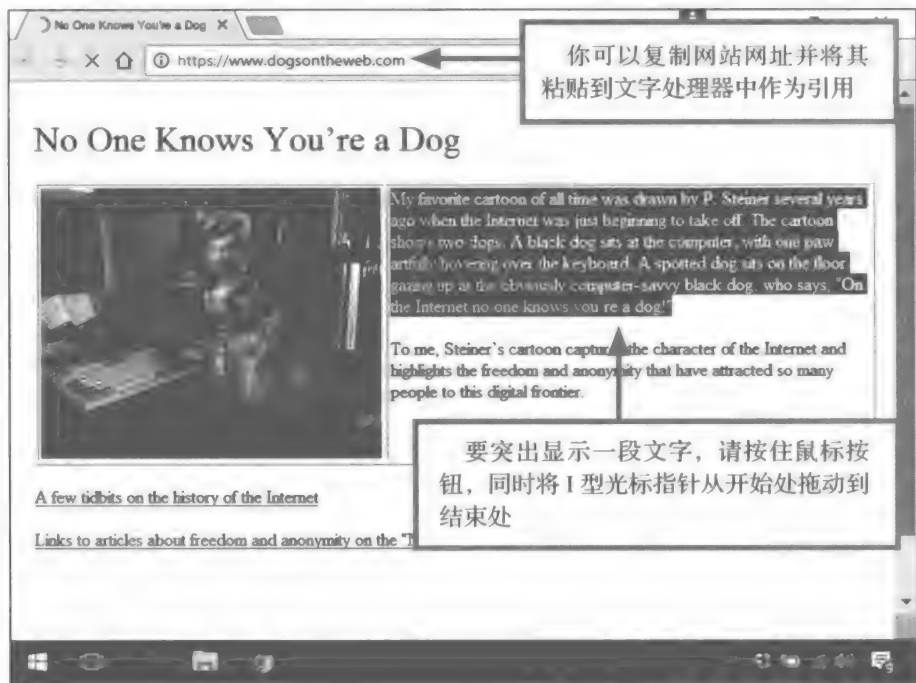 No One Knows You're a Dog
https://www.dogsontheweb.com
你可以复制网站网址并将其
粘贴到文字处理器中作为引用
No One Knows You're a Dog
My favorite cartoon of all time was drawn by P. Steiner several years
ago when the Internet was just beginning to take off. The cartoon
shows two dogs. A black dog sits at the computer, with one paw
artfully hovering over the keyboard. A spotted dog sits on the floor
gazing up at the obviously computer-savvy black dog, who says, "On
the Internet no one knows you're a dog!"
To me, Steiner's cartoon the character of the Internet and
highlights the freedom and anonymity that have attracted so many
people to this digital frontier.
要突出显示一段文字，请按住鼠标按
钮，同时将 I 型光标指针从开始处拖动到
结束处
A few tidbits on the history of the Internet
Links to articles about freedom and anonymity on the